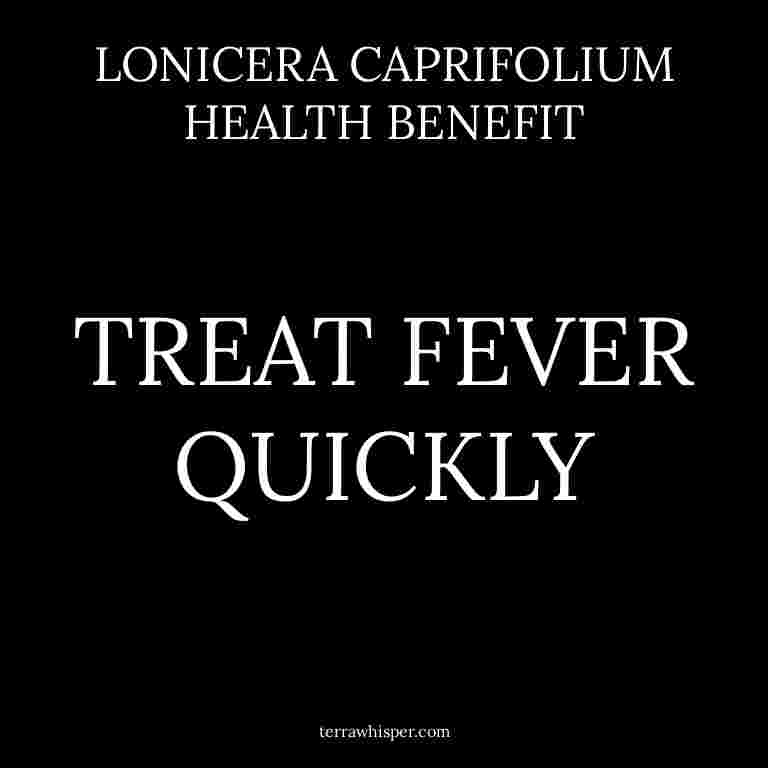 LONICERA CAPRIFOLIUM
HEALTH BENEFIT
TREAT FEVER
QUICKLY
terrawhisper.com